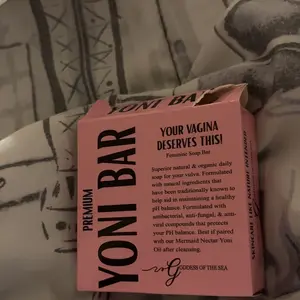 YONI BAR
PREMIUM
YONI BAR
YOUR VAGINA
DESERVES THIS!
Feminine Soap Bar
Superior natural & organic daily
soap for your vulva. Formulated
with natural ingredients that
have been traditionally known to
help aid in maintaining a healthy
pH balance. Formulated with
antibacterial, anti-fungal, & anti-
viral compounds that protects
your PH balance. Best if paired
with our Mermaid Nectar Yoni
Oil after cleansing.
GODDESS OF THE SEA